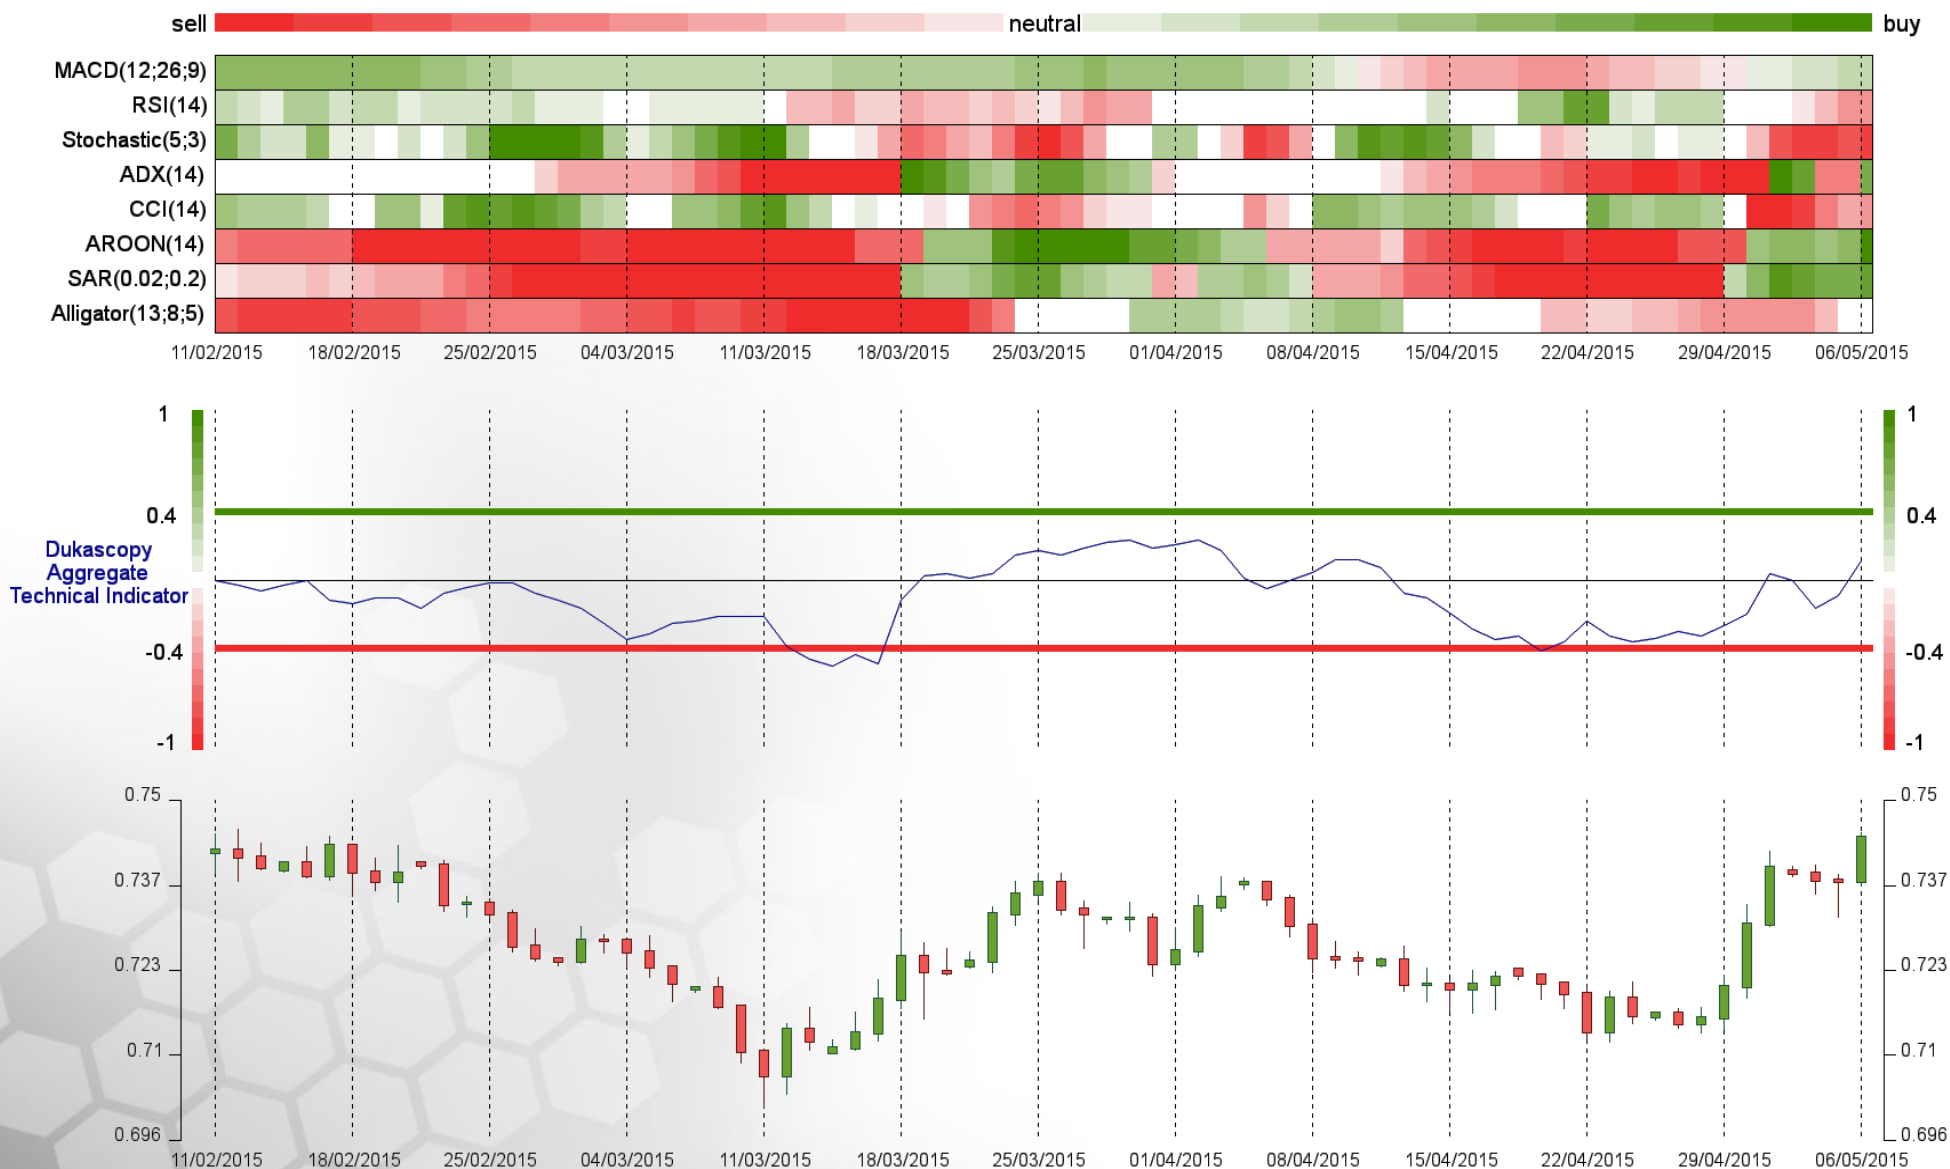 sell neutral buy
MACD(12;26;9)
RSI(14)
Stochastic(5;3)
ADX(14)
CCI(14)
AROON(14)
SAR(0.02;0.2)
Alligator(13;8;5)
11/02/2015 18/02/2015 25/02/2015 04/03/2015 11/03/2015 18/03/2015 25/03/2015 01/04/2015 08/04/2015 15/04/2015 22/04/2015 29/04/2015 06/05/2015
1 1
0.4 0.4
Dukascopy
Aggregate
Technical Indicator
-0.4 -0.4
-1 -1
0.75 0.75
0.737 0.737
0.723 0.723
0.71 0.71
0.696 0.696
11/02/2015 18/02/2015 25/02/2015 04/03/2015 11/03/2015 18/03/2015 25/03/2015 01/04/2015 08/04/2015 15/04/2015 22/04/2015 29/04/2015 06/05/2015